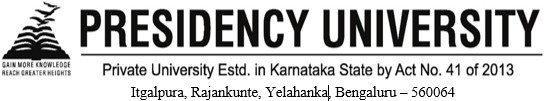 PRESIDENCY UNIVERSITY
GAIN MORE KNOWLEDGE
REACH GREATER HEIGHTS
Private University Estd. in Karnataka State by Act No. 41 of 2013
Itgalpura, Rajankunte, Yelahanka, Bengaluru – 560064